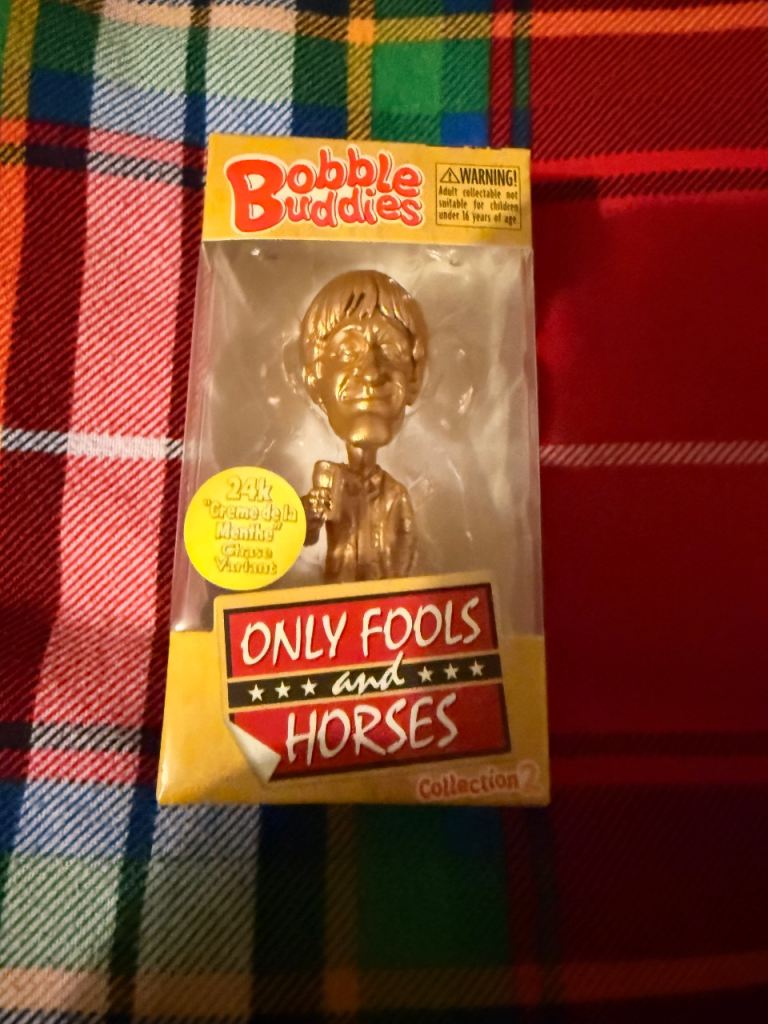 Bobble
Buddies
WARNING!
Adult collectable not
suitable for children
under 16 years of age
24k
"Creme de la
Menthe"
Chase
Variant
ONLY FOOLS
and
HORSES
Collection 2